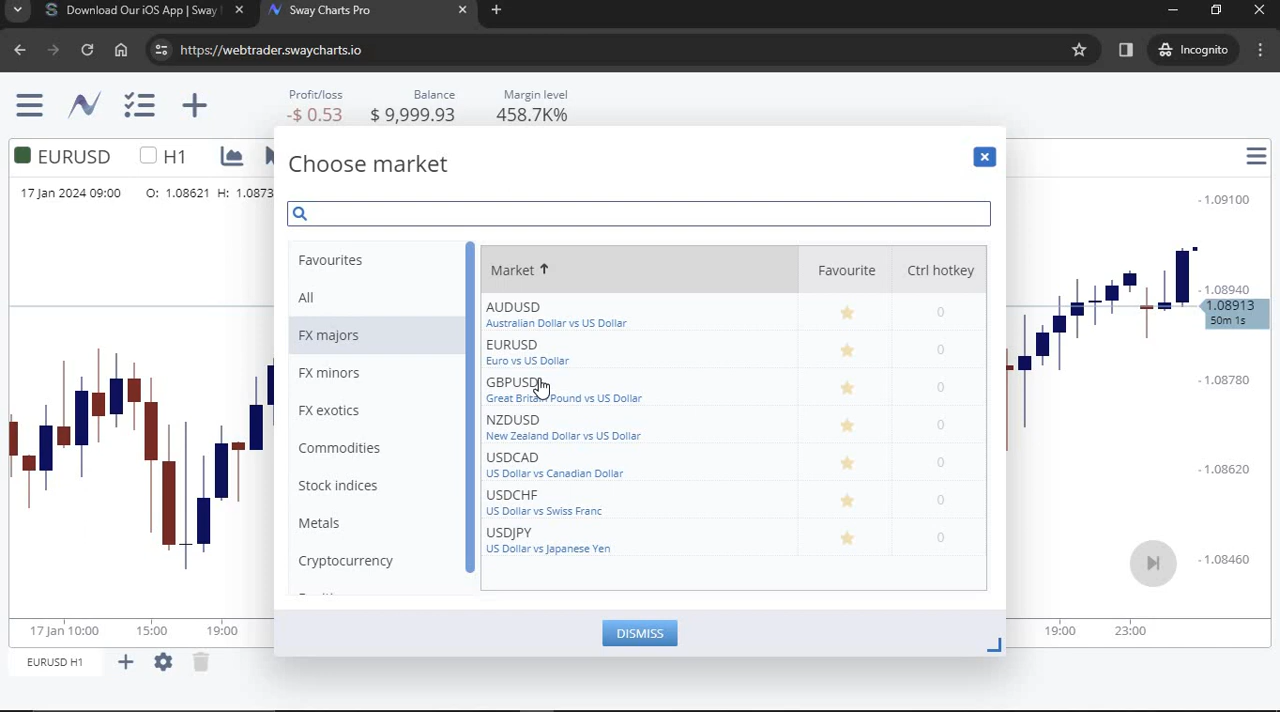 Download Our iOS App | Sway
Sway Charts Pro
https://webtrader.swaycharts.io
Incognito
Profit/loss
-$ 0.53
Balance
$ 9,999.93
Margin level
458.7K%
EURUSD
H1
17 Jan 2024 09:00
O: 1.08621 H: 1.0873
Choose market
Favourites
All
FX majors
FX minors
FX exotics
Commodities
Stock indices
Metals
Cryptocurrency
Market
Favourite
Ctrl hotkey
AUDUSD
Australian Dollar vs US Dollar
0
EURUSD
Euro vs US Dollar
0
GBPUSD
Great Britain Pound vs US Dollar
0
NZDUSD
New Zealand Dollar vs US Dollar
0
USDCAD
US Dollar vs Canadian Dollar
0
USDCHF
US Dollar vs Swiss Franc
0
USDJPY
US Dollar vs Japanese Yen
0
DISMISS
1.09100
1.08940
1.08913
50m 1s
1.08780
1.08620
1.08460
17 Jan 10:00
15:00
19:00
19:00
23:00
EURUSD H1